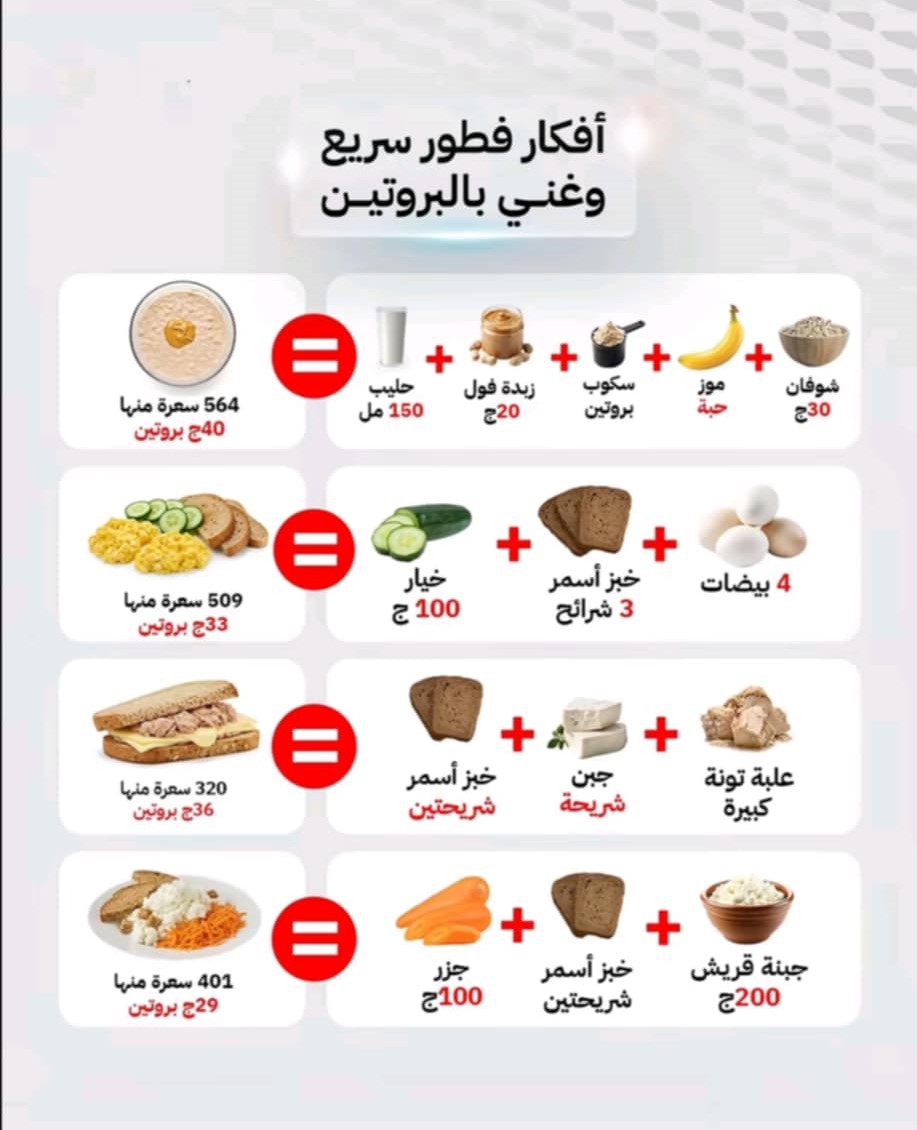 أفكار فطور سريع
وغني بالبروتين
شوفان
30ج
موز
حبة
سكوب
بروتين
زبدة فول
20ج
حليب
150 مل
564 سعرة منها
40ج بروتين
4 بيضات
خبز أسمر
3 شرائح
خيار
100 ج
509 سعرة منها
33ج بروتين
علبة تونة
كبيرة
جبن
شريحة
خبز أسمر
شريحتين
320 سعرة منها
36ج بروتين
جبنة قريش
200ج
خبز أسمر
شريحتين
جزر
100ج
401 سعرة منها
29ج بروتين